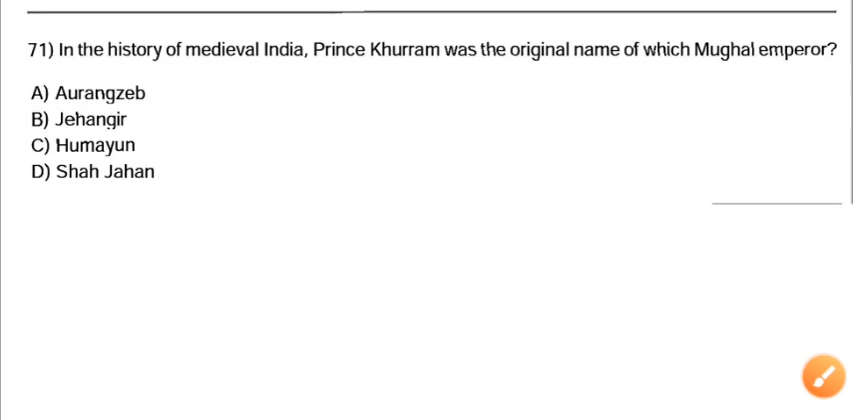 71) In the history of medieval India, Prince Khurram was the original name of which Mughal emperor?
A) Aurangzeb
B) Jehangir
C) Humayun
D) Shah Jahan